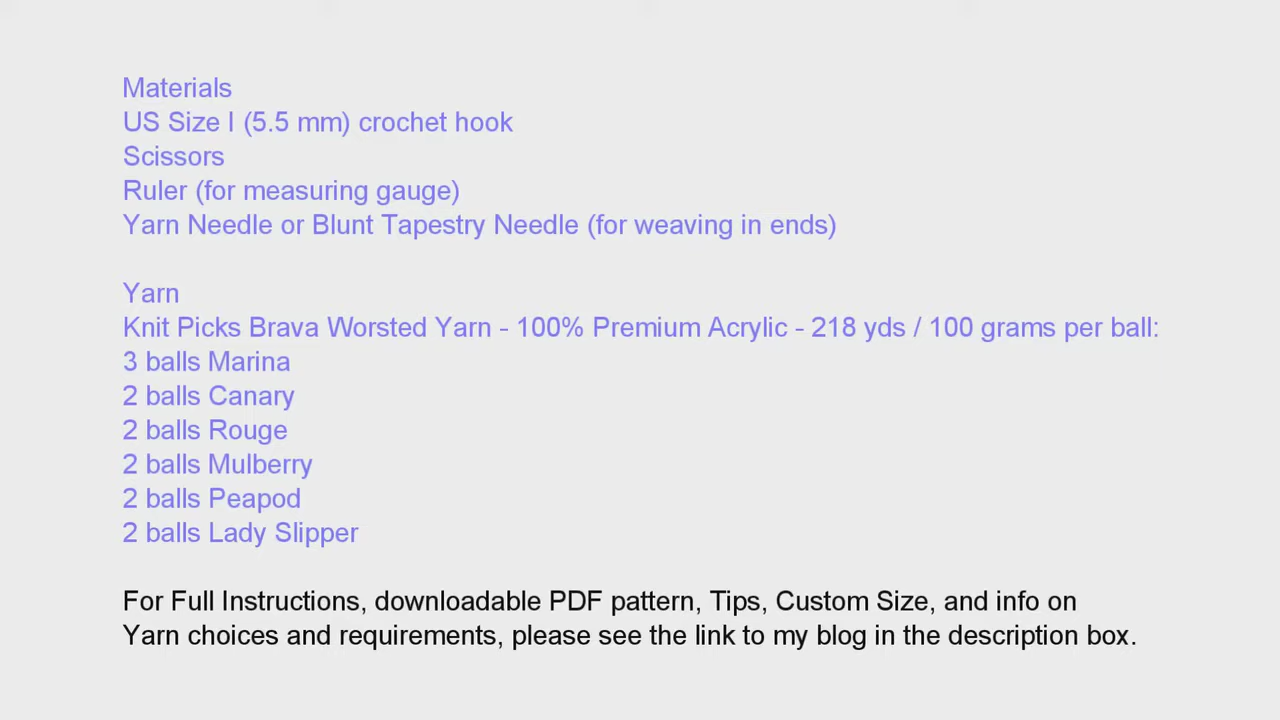 Materials
US Size I (5.5 mm) crochet hook
Scissors
Ruler (for measuring gauge)
Yarn Needle or Blunt Tapestry Needle (for weaving in ends)
Yarn
Knit Picks Brava Worsted Yarn - 100% Premium Acrylic - 218 yds / 100 grams per ball:
3 balls Marina
2 balls Canary
2 balls Rouge
2 balls Mulberry
2 balls Peapod
2 balls Lady Slipper
For Full Instructions, downloadable PDF pattern, Tips, Custom Size, and info on
Yarn choices and requirements, please see the link to my blog in the description box.